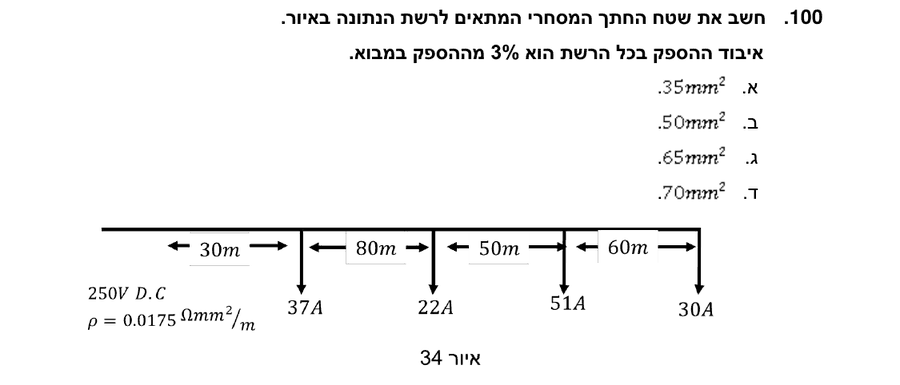 100. חשב את שטח החתך המסחרי המתאים לרשת הנתונה באיור.
איבוד ההספק בכל הרשת הוא 3% מההספק במבוא.
א. 35mm².
ב. 50mm².
ג. 65mm².
ד. 70mm².
30m 80m 50m 60m
250V D.C
37A 22A 51A 30A
ρ = 0.0175 Ωmm²/m
איור 34